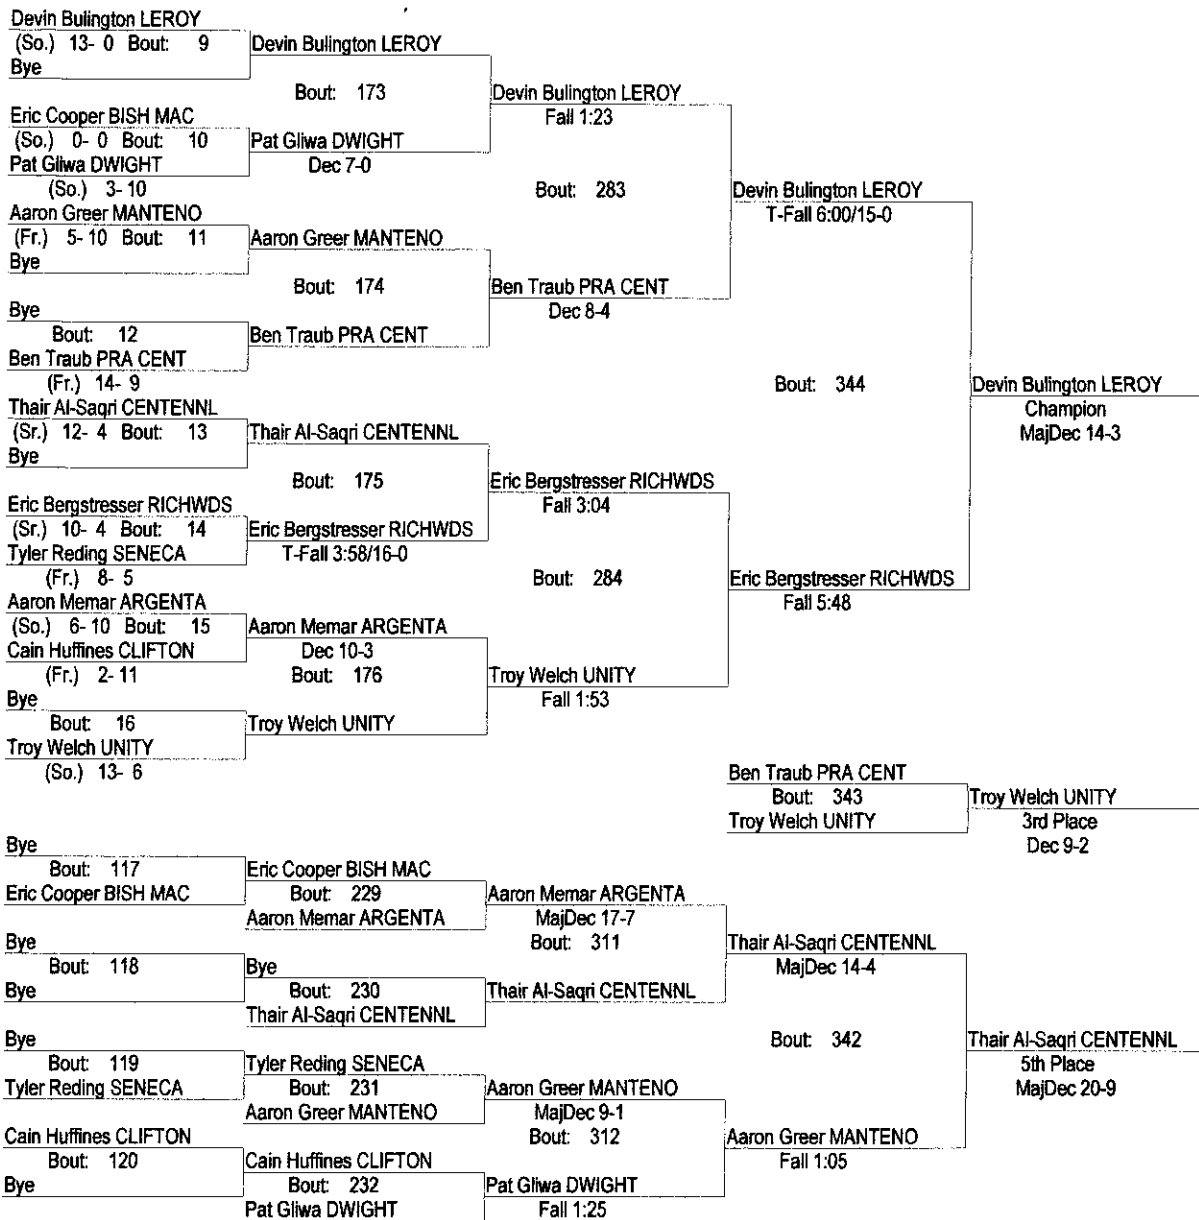 Devin Bulington LEROY
(So.) 13- 0 Bout: 9 Devin Bulington LEROY
Bye
Bout: 173 Devin Bulington LEROY
Eric Cooper BISH MAC Fall 1:23
(So.) 0- 0 Bout: 10 Pat Gliwa DWIGHT
Pat Gliwa DWIGHT Dec 7-0
(So.) 3- 10 Bout: 283 Devin Bulington LEROY
Aaron Greer MANTENO T-Fall 6:00/15-0
(Fr.) 5- 10 Bout: 11 Aaron Greer MANTENO
Bye
Bout: 174 Ben Traub PRA CENT
Bye Dec 8-4
Bout: 12 Ben Traub PRA CENT
Ben Traub PRA CENT
(Fr.) 14- 9 Bout: 344 Devin Bulington LEROY
Thair Al-Saqri CENTENNL Champion
(Sr.) 12- 4 Bout: 13 Thair Al-Saqri CENTENNL MajDec 14-3
Bye
Bout: 175 Eric Bergstresser RICHWDS
Eric Bergstresser RICHWDS Fall 3:04
(Sr.) 10- 4 Bout: 14 Eric Bergstresser RICHWDS
Tyler Reding SENECA T-Fall 3:58/16-0
(Fr.) 8- 5 Bout: 284 Eric Bergstresser RICHWDS
Aaron Memar ARGENTA Fall 5:48
(So.) 6- 10 Bout: 15 Aaron Memar ARGENTA
Cain Huffines CLIFTON Dec 10-3
(Fr.) 2- 11 Bout: 176 Troy Welch UNITY
Bye Fall 1:53
Bout: 16 Troy Welch UNITY
Troy Welch UNITY
(So.) 13- 6 Ben Traub PRA CENT
Bout: 343 Troy Welch UNITY
Troy Welch UNITY 3rd Place
Dec 9-2
Bye
Bout: 117 Eric Cooper BISH MAC
Eric Cooper BISH MAC Bout: 229 Aaron Memar ARGENTA
Aaron Memar ARGENTA MajDec 17-7
Bye Bout: 311 Thair Al-Saqri CENTENNL
Bout: 118 Bye MajDec 14-4
Bye Bout: 230 Thair Al-Saqri CENTENNL
Thair Al-Saqri CENTENNL
Bye Bout: 342 Thair Al-Saqri CENTENNL
Bout: 119 Tyler Reding SENECA 5th Place
Tyler Reding SENECA Bout: 231 Aaron Greer MANTENO MajDec 20-9
Aaron Greer MANTENO MajDec 9-1
Cain Huffines CLIFTON Bout: 312 Aaron Greer MANTENO
Bout: 120 Cain Huffines CLIFTON Fall 1:05
Bye Bout: 232 Pat Gliwa DWIGHT
Pat Gliwa DWIGHT Fall 1:25